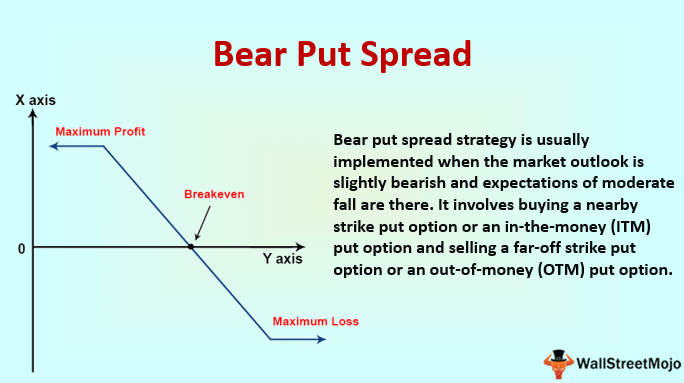 Bear Put Spread
X axis
Maximum Profit
Breakeven
0
Y axis
Maximum Loss
Bear put spread strategy is usually
implemented when the market outlook is
slightly bearish and expectations of moderate
fall are there. It involves buying a nearby
strike put option or an in-the-money (ITM)
put option and selling a far-off strike put
option or an out-of-money (OTM) put option.
WallStreetMojo